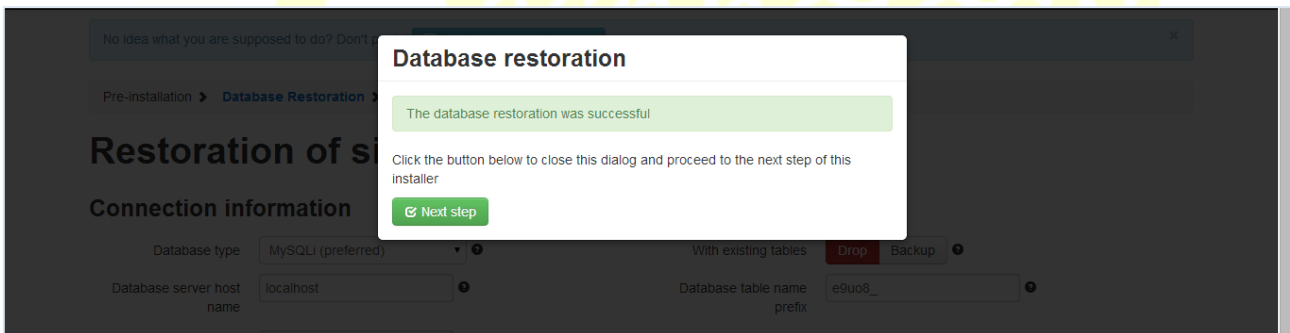 No idea what you are supposed to do? Don't p
Database restoration
The database restoration was successful
Click the button below to close this dialog and proceed to the next step of this
installer
Next step
Pre-installation > Database Restoration >
Restoration of si
Connection information
Database type MySQLi (preferred)
With existing tables Drop Backup
Database server host
name localhost
Database table name
prefix e9uo8_